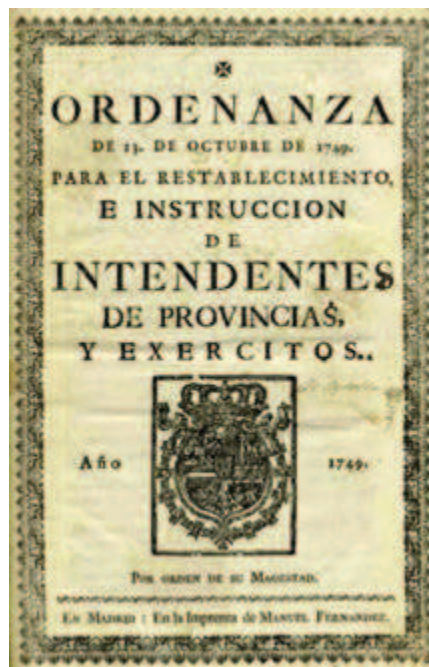 ORDENANZA
DE 13. DE OCTUBRE DE 1749.
PARA EL RESTABLECIMIENTO,
E INSTRUCCION
DE
INTENDENTES
DE PROVINCIAS,
Y EXERCITOS..
Año 1749.
POR ORDEN DE SU MAGESTAD.
EN MADRID : En la Imprenta de MANUEL FERNANDEZ.